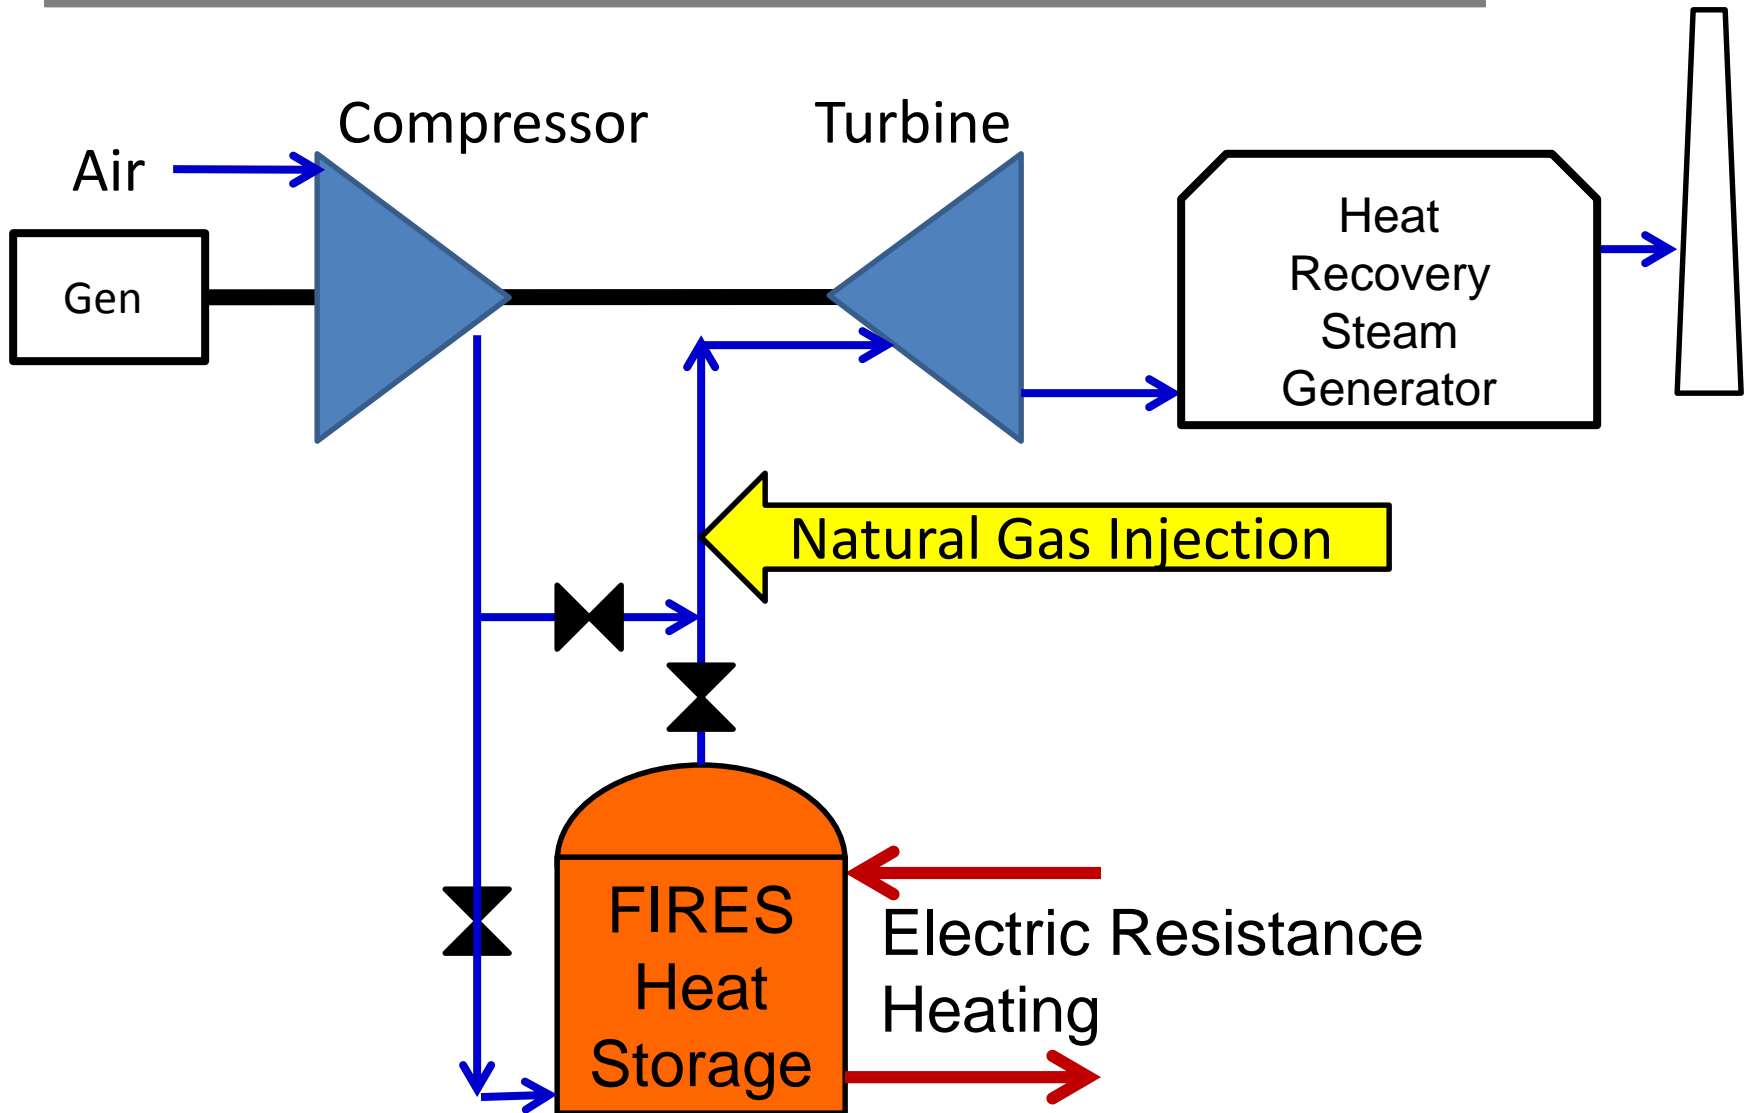 Compressor
Turbine
Air
Gen
Heat
Recovery
Steam
Generator
Natural Gas Injection
FIRES
Heat
Storage
Electric Resistance
Heating